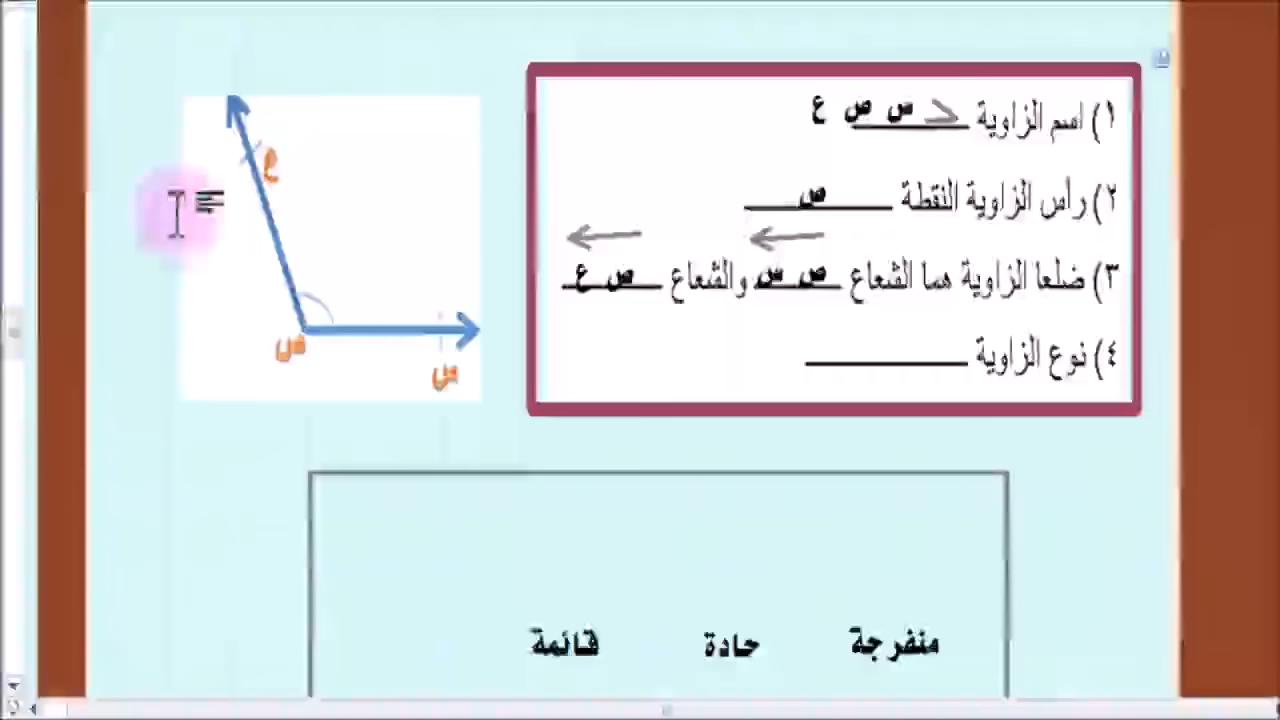 ١) اسم الزاوية > س ص ع
٢) رأس الزاوية النقطة ص
٣) ضلعا الزاوية هما الشعاع ص س والشعاع ص ع
٤) نوع الزاوية
ع
ص
س
منفرجة حادة قائمة